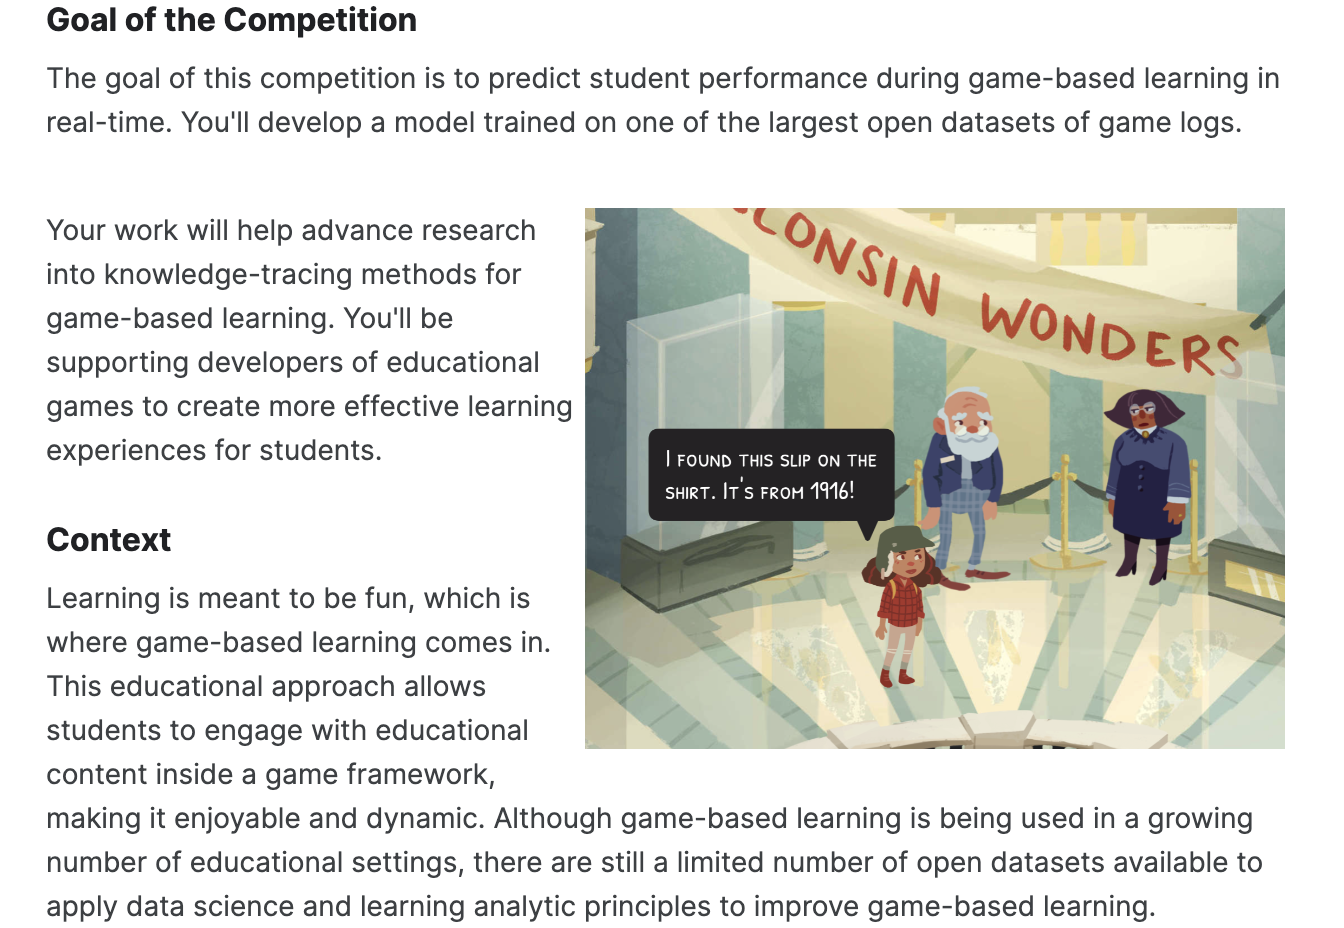 Goal of the Competition
The goal of this competition is to predict student performance during game-based learning in
real-time. You'll develop a model trained on one of the largest open datasets of game logs.
Your work will help advance research
into knowledge-tracing methods for
game-based learning. You'll be
supporting developers of educational
games to create more effective learning
experiences for students.
CONSIN WONDERS
I FOUND THIS SLIP ON THE
SHIRT. IT'S FROM 1916!
Context
Learning is meant to be fun, which is
where game-based learning comes in.
This educational approach allows
students to engage with educational
content inside a game framework,
making it enjoyable and dynamic. Although game-based learning is being used in a growing
number of educational settings, there are still a limited number of open datasets available to
apply data science and learning analytic principles to improve game-based learning.